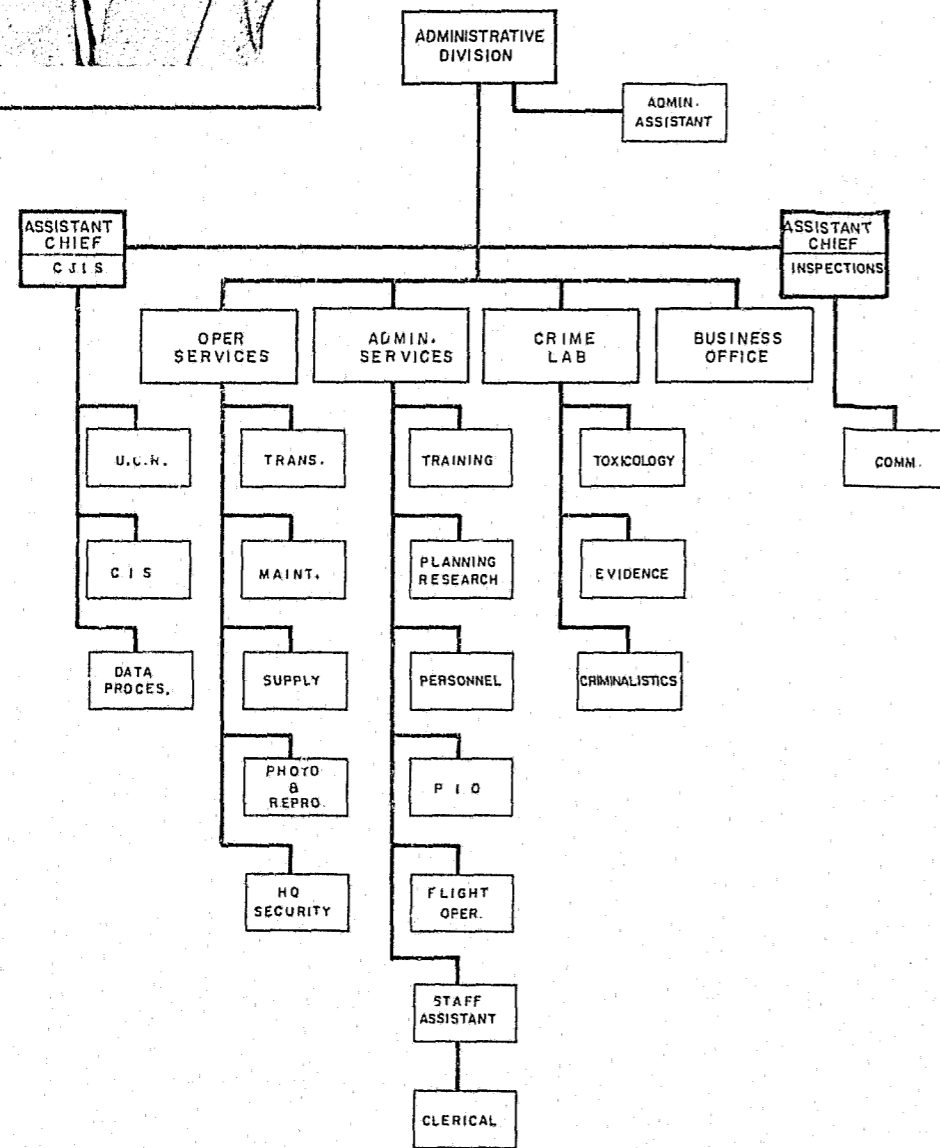 ADMINISTRATIVE
DIVISION
ADMIN.
ASSISTANT
ASSISTANT
CHIEF
CJIS
ASSISTANT
CHIEF
INSPECTIONS
OPER
SERVICES
ADMIN.
SERVICES
CRIME
LAB
BUSINESS
OFFICE
U.C.R.
TRANS.
TRAINING
TOXICOLOGY
COMM.
CIS
MAINT.
PLANNING
RESEARCH
EVIDENCE
DATA
PROCES.
SUPPLY
PERSONNEL
CRIMINALISTICS
PHOTO
&
REPRO.
PIO
HQ
SECURITY
FLIGHT
OPER.
STAFF
ASSISTANT
CLERICAL